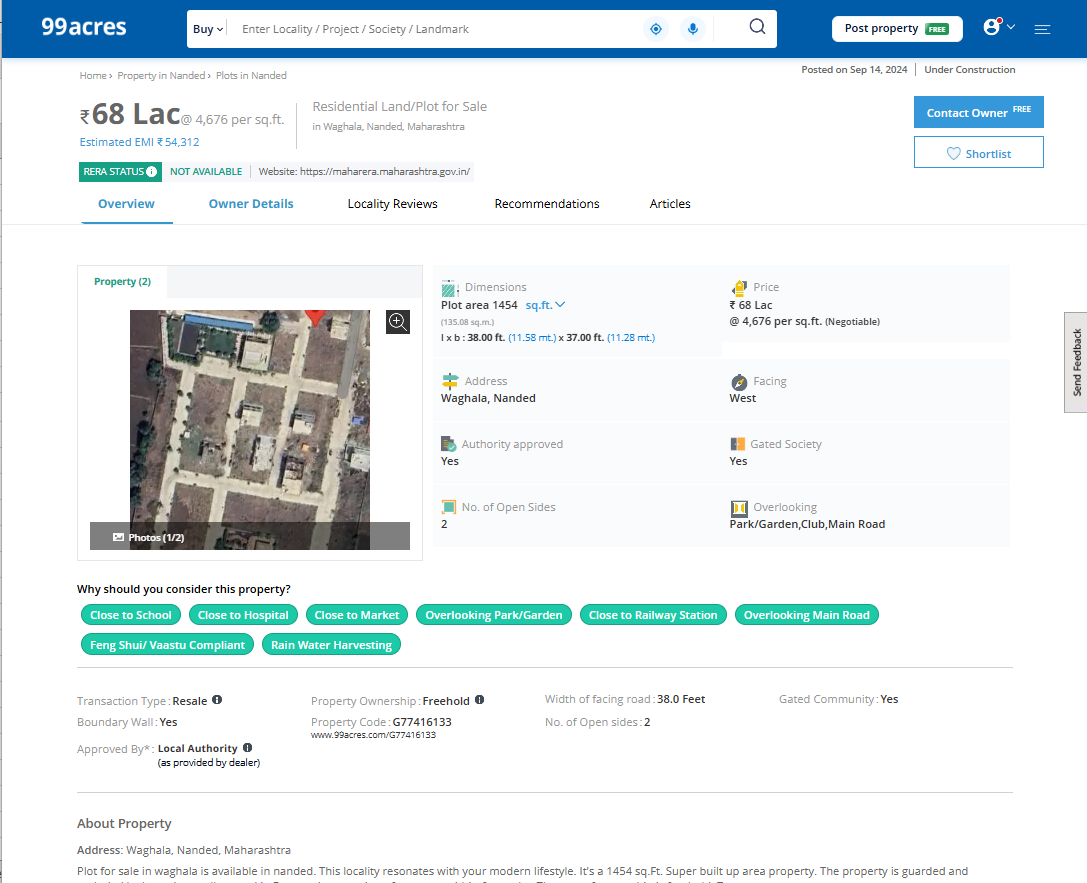 99acres
Buy
Enter Locality / Project / Society / Landmark
Post property FREE
Home › Property in Nanded › Plots in Nanded
Posted on Sep 14, 2024 | Under Construction
₹68 Lac @ 4,676 per sq.ft.
Estimated EMI ₹ 54,312
Residential Land/Plot for Sale
in Waghala, Nanded, Maharashtra
Contact Owner FREE
Shortlist
RERA STATUS NOT AVAILABLE Website: https://maharera.maharashtra.gov.in/
Overview Owner Details Locality Reviews Recommendations Articles
Property (2)
Photos (1/2)
Dimensions
Plot area 1454 sq.ft.
(135.08 sq.m.)
l x b : 38.00 ft. (11.58 mt.) x 37.00 ft. (11.28 mt.)
Price
₹ 68 Lac
@ 4,676 per sq.ft. (Negotiable)
Address
Waghala, Nanded
Facing
West
Authority approved
Yes
Gated Society
Yes
No. of Open Sides
2
Overlooking
Park/Garden,Club,Main Road
Send Feedback
Why should you consider this property?
Close to School Close to Hospital Close to Market Overlooking Park/Garden Close to Railway Station Overlooking Main Road
Feng Shui/ Vaastu Compliant Rain Water Harvesting
Transaction Type : Resale
Property Ownership : Freehold
Width of facing road : 38.0 Feet
Gated Community : Yes
Boundary Wall : Yes
Property Code : G77416133
www.99acres.com/G77416133
No. of Open sides : 2
Approved By* : Local Authority
(as provided by dealer)
About Property
Address: Waghala, Nanded, Maharashtra
Plot for sale in waghala is available in nanded. This locality resonates with your modern lifestyle. It's a 1454 sq.Ft. Super built up area property. The property is guarded and